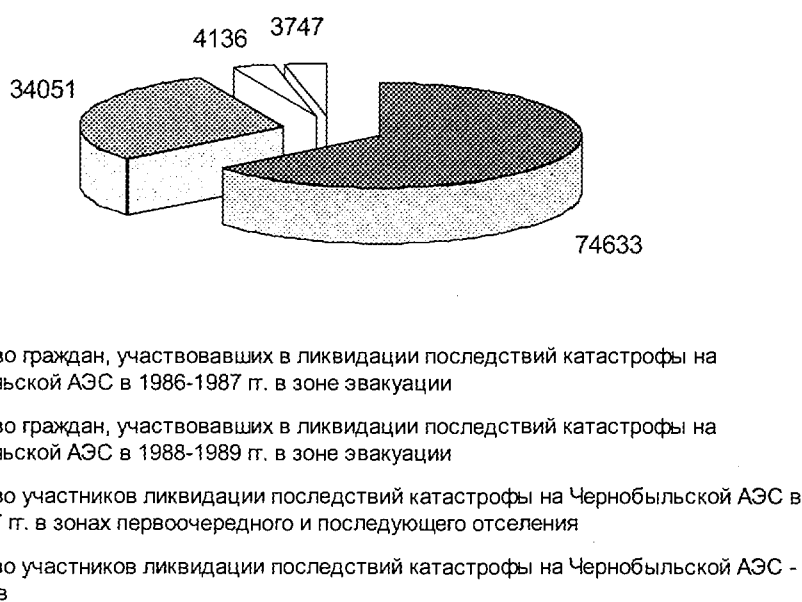 4136 3747
34051
74633
во граждан, участвовавших в ликвидации последствий катастрофы на
льской АЭС в 1986-1987 гг. в зоне эвакуации
во граждан, участвовавших в ликвидации последствий катастрофы на
льской АЭС в 1988-1989 гг. в зоне эвакуации
во участников ликвидации последствий катастрофы на Чернобыльской АЭС в
гг. в зонах первоочередного и последующего отселения
во участников ликвидации последствий катастрофы на Чернобыльской АЭС -
в